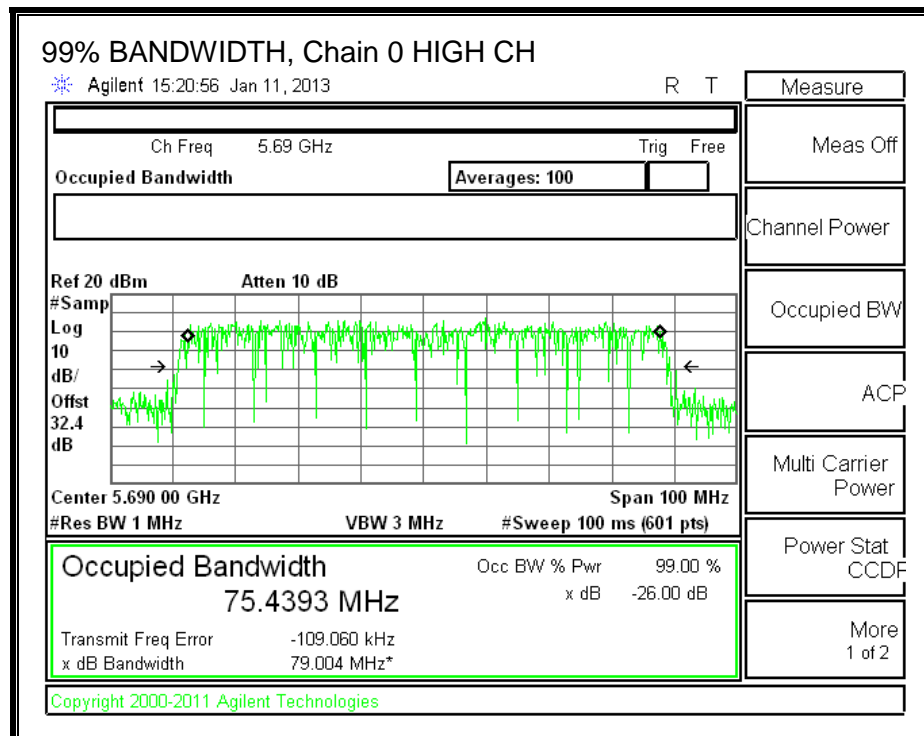 99% BANDWIDTH, Chain 0 HIGH CH
Agilent 15:20:56 Jan 11, 2013 R T
Measure
Ch Freq 5.69 GHz Trig Free
Occupied Bandwidth Averages: 100
Meas Off
Channel Power
Occupied BW
ACP
Multi Carrier
Power
Power Stat
CCDF
More
1 of 2
Ref 20 dBm Atten 10 dB
#Samp
Log
10
dB/
Offst
32.4
dB
Center 5.690 00 GHz Span 100 MHz
#Res BW 1 MHz VBW 3 MHz #Sweep 100 ms (601 pts)
Occupied Bandwidth Occ BW % Pwr 99.00 %
75.4393 MHz x dB -26.00 dB
Transmit Freq Error -109.060 kHz
x dB Bandwidth 79.004 MHz*
Copyright 2000-2011 Agilent Technologies